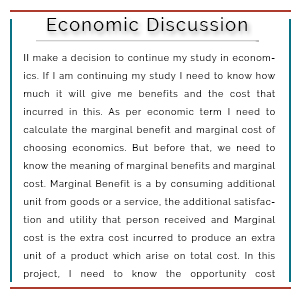 Economic Discussion
II make a decision to continue my study in econom-
ics. If I am continuing my study I need to know how
much it will give me benefits and the cost that
incurred in this. As per economic term I need to
calculate the marginal benefit and marginal cost of
choosing economics. But before that, we need to
know the meaning of marginal benefits and marginal
cost. Marginal Benefit is a by consuming additional
unit from goods or a service, the additional satisfac-
tion and utility that person received and Marginal
cost is the extra cost incurred to produce an extra
unit of a product which arise on total cost. In this
project, I need to know the opportunity cost